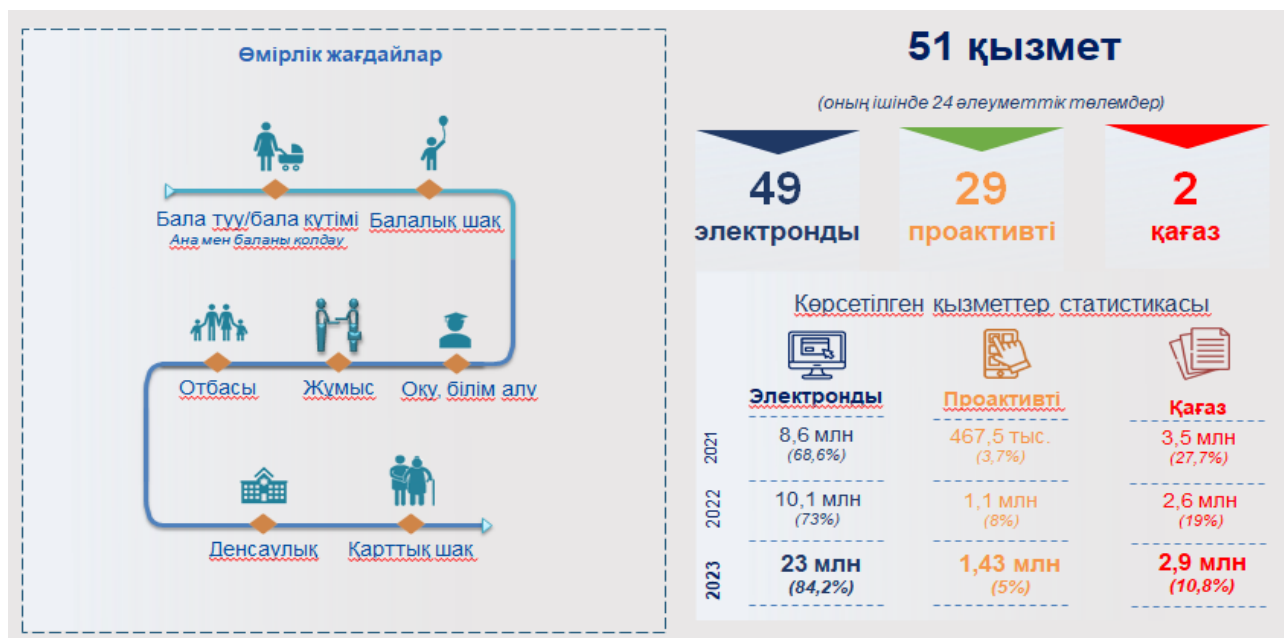 Өмірлік жағдайлар
Бала туу/бала күтімі
Ана мен баланы қолдау
Балалық шақ
Отбасы
Жұмыс
Оқу, білім алу
Денсаулық
Қарттық шақ
51 қызмет
(оның ішінде 24 әлеуметтік төлемдер)
49
электронды
29
проактивті
2
қағаз
Көрсетілген қызметтер статистикасы
Электронды
Проактивті
Қағаз
2021
8,6 млн
(68,6%)
467,5 тыс.
(3,7%)
3,5 млн
(27,7%)
2022
10,1 млн
(73%)
1,1 млн
(8%)
2,6 млн
(19%)
2023
23 млн
(84,2%)
1,43 млн
(5%)
2,9 млн
(10,8%)